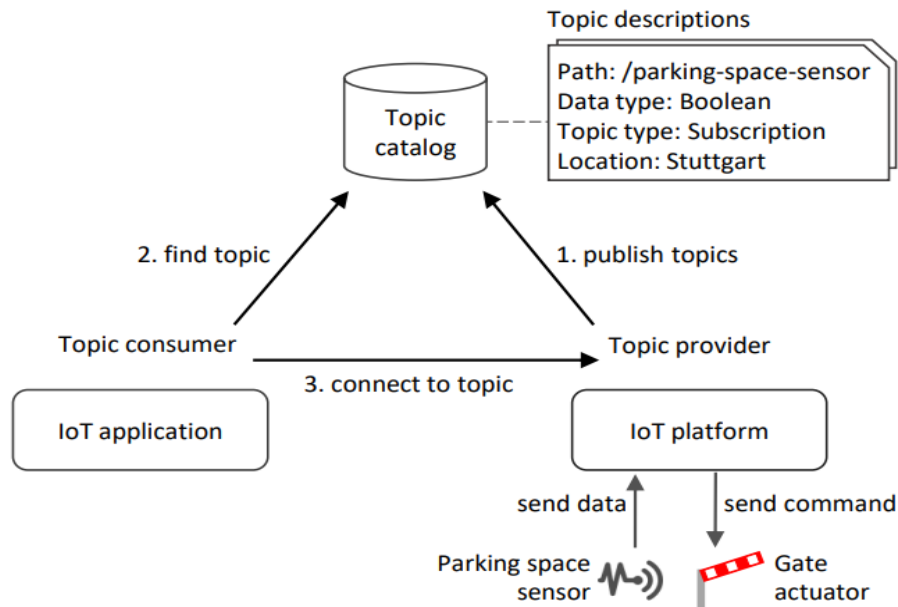 Topic descriptions
Path: /parking-space-sensor
Data type: Boolean
Topic type: Subscription
Location: Stuttgart
Topic
catalog
2. find topic
1. publish topics
Topic consumer
Topic provider
3. connect to topic
IoT application
IoT platform
send data
send command
Parking space
sensor
Gate
actuator